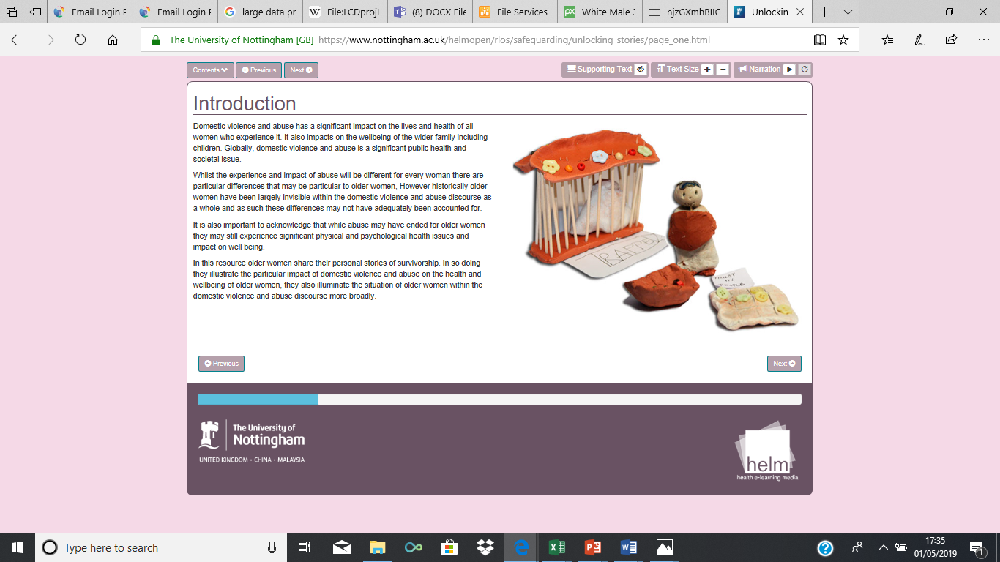 Email Login P
Email Login P
large data pr
File:LCDprojL
(8) DOCX File
File Services
White Male 3
njzGXmhBIIC
Unlockin
The University of Nottingham [GB] https://www.nottingham.ac.uk/helmopen/rlos/safeguarding/unlocking-stories/page_one.html
Contents
Previous
Next
Supporting Text
Text Size
Narration
Introduction
Domestic violence and abuse has a significant impact on the lives and health of all
women who experience it. It also impacts on the wellbeing of the wider family including
children. Globally, domestic violence and abuse is a significant public health and
societal issue.
Whilst the experience and impact of abuse will be different for every woman there are
particular differences that may be particular to older women, However historically older
women have been largely invisible within the domestic violence and abuse discourse as
a whole and as such these differences may not have adequately been accounted for.
It is also important to acknowledge that while abuse may have ended for older women
they may still experience significant physical and psychological health issues and
impact on well being.
In this resource older women share their personal stories of survivorship. In so doing
they illustrate the particular impact of domestic violence and abuse on the health and
wellbeing of older women, they also illuminate the situation of older women within the
domestic violence and abuse discourse more broadly.
TRAPPED
TRUST
IN
PEOPLE
Previous
Next
The University of
Nottingham
UNITED KINGDOM • CHINA • MALAYSIA
helm
health e-learning media
Type here to search
17:35
01/05/2019
1